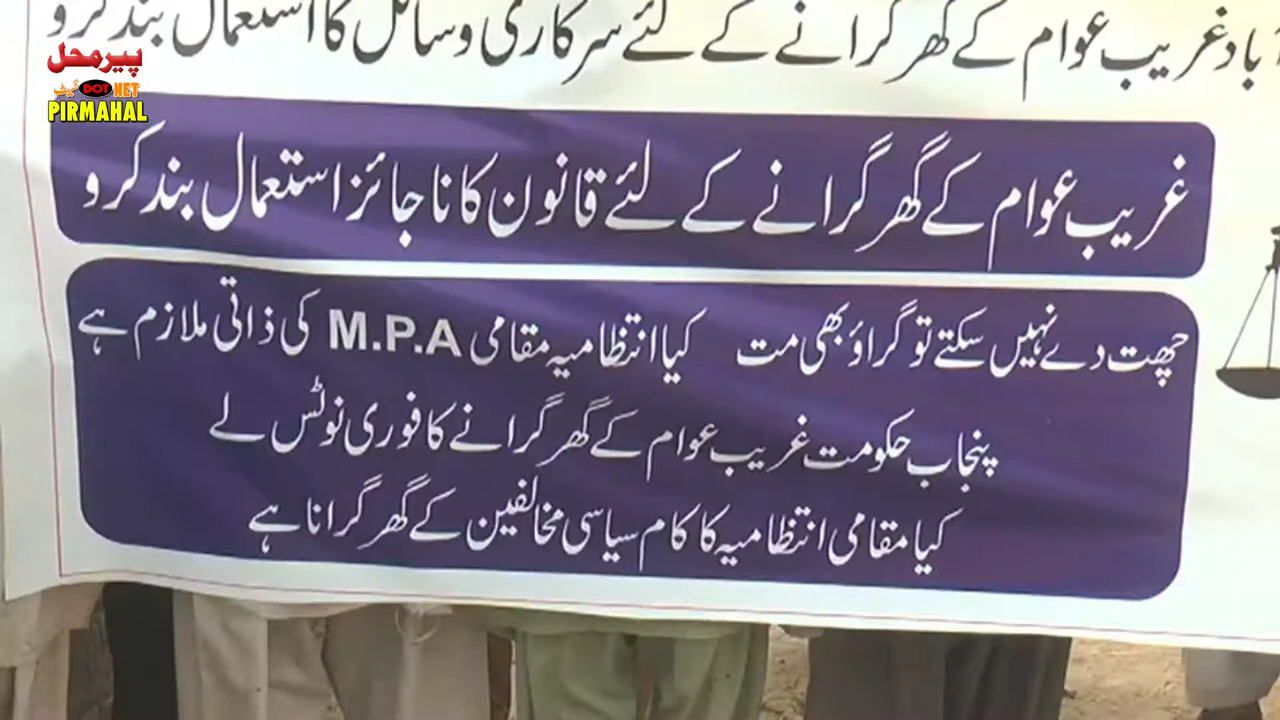 باد غریب عوام کے گھر گرانے کے لئے سرکاری وسائل کا استعمال بند کرو
پیر محل
نیٹ DOT NET
PIRMAHAL
غریب عوام کے گھر گرانے کے لئے قانون کا ناجائز استعمال بند کرو
چھت دے نہیں سکتے تو گراؤ بھی مت کیا انتظامیہ مقامی M.P.A کی ذاتی ملازم ہے
پنجاب حکومت غریب عوام کے گھر گرانے کا فوری نوٹس لے
کیا مقامی انتظامیہ کا کام سیاسی مخالفین کے گھر گرانا ہے